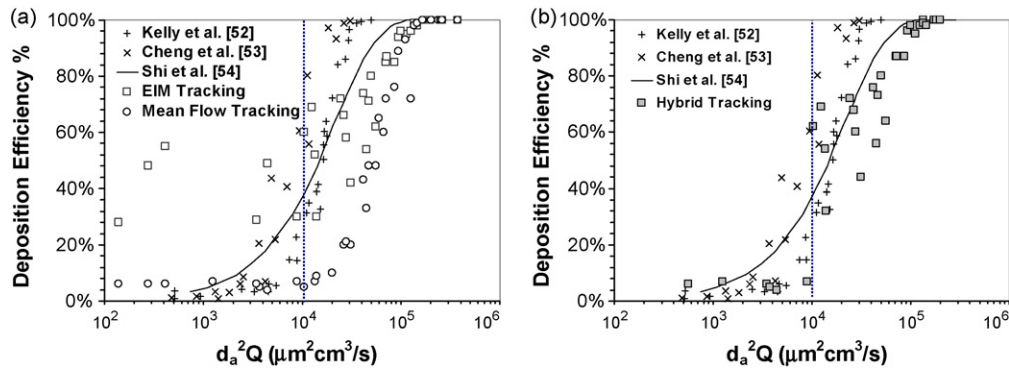 (a)
Deposition Efficiency %
100%
80%
60%
40%
20%
0%
+ Kelly et al. [52]
× Cheng et al. [53]
— Shi et al. [54]
□ EIM Tracking
○ Mean Flow Tracking
10² 10³ 10⁴ 10⁵ 10⁶
dₐ²Q (μm²cm³/s)
(b)
Deposition Efficiency %
100%
80%
60%
40%
20%
0%
+ Kelly et al. [52]
× Cheng et al. [53]
— Shi et al. [54]
Hybrid Tracking
10² 10³ 10⁴ 10⁵ 10⁶
dₐ²Q (μm²cm³/s)